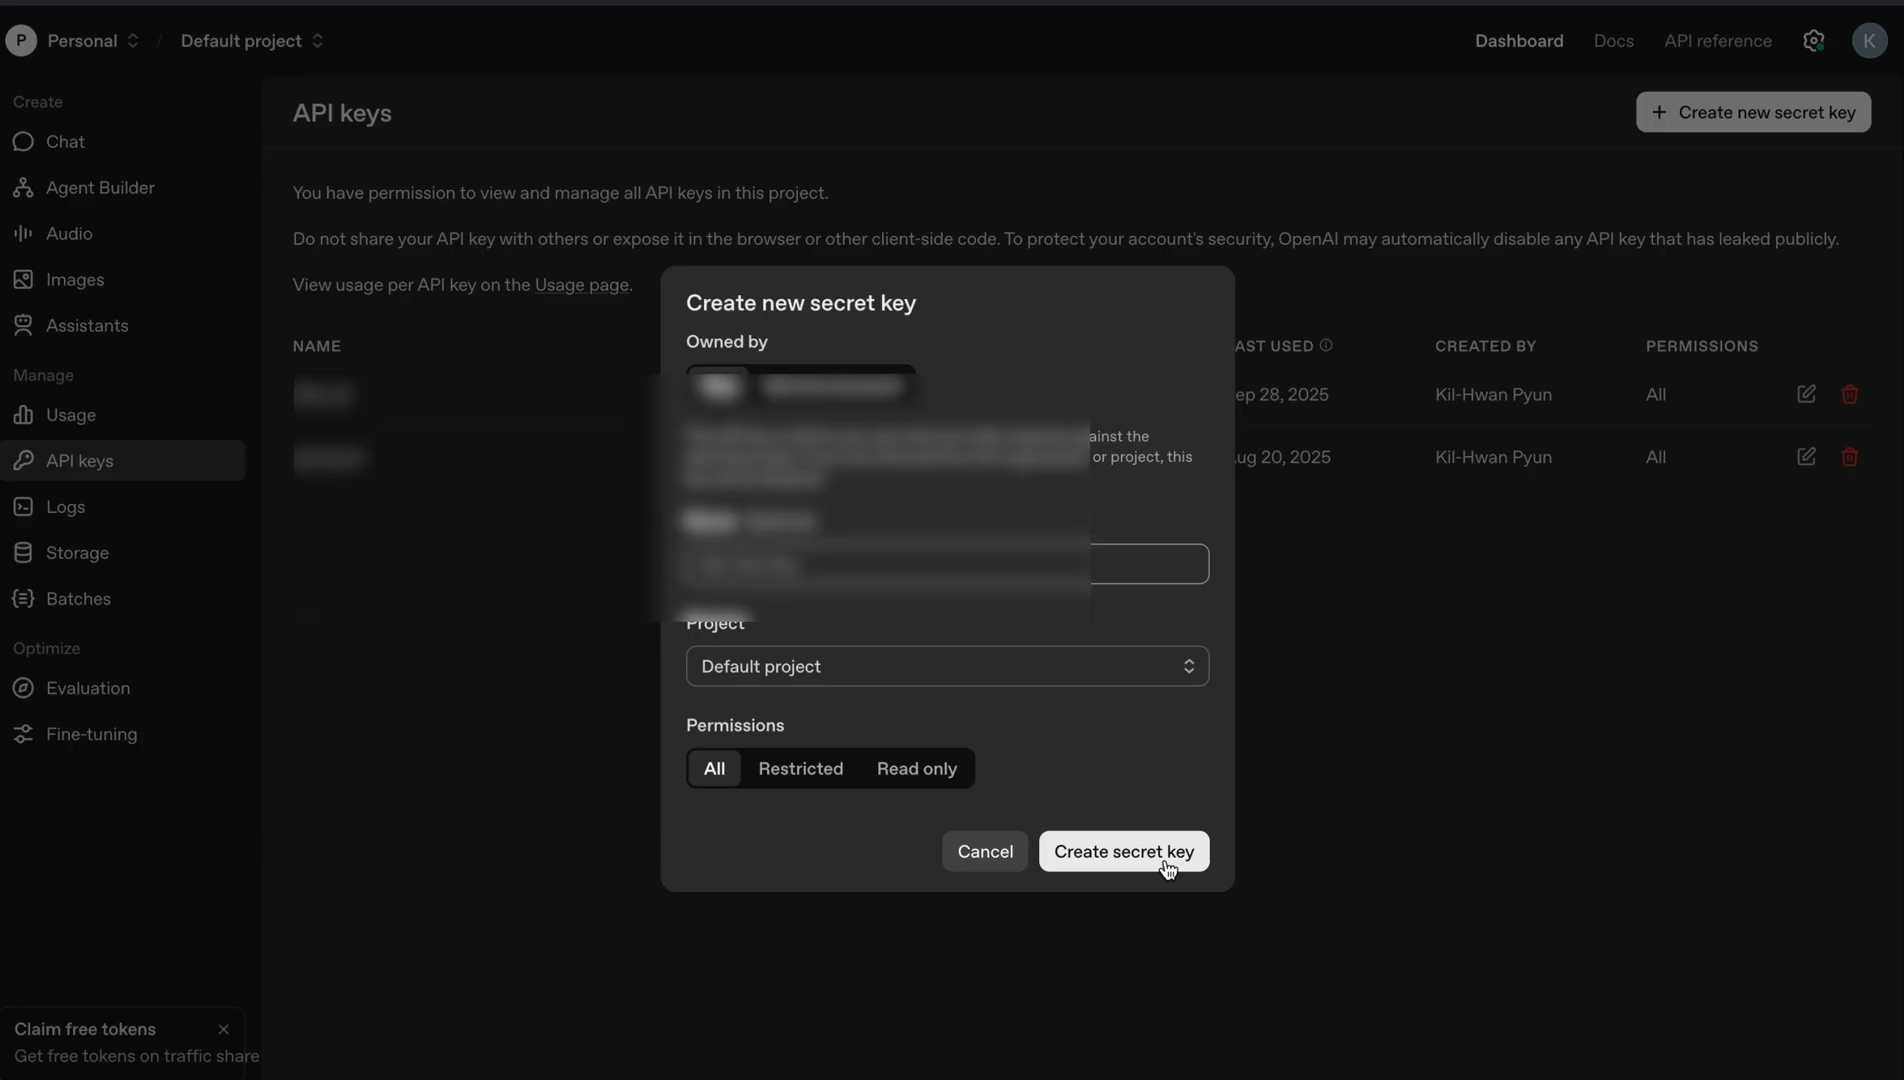 P Personal / Default project
Dashboard Docs API reference K
Create
Chat
Agent Builder
Audio
Images
Assistants
Manage
Usage
API keys
Logs
Storage
Batches
Optimize
Evaluation
Fine-tuning
Claim free tokens
Get free tokens on traffic share
API keys
+ Create new secret key
You have permission to view and manage all API keys in this project.
Do not share your API key with others or expose it in the browser or other client-side code. To protect your account's security, OpenAI may automatically disable any API key that has leaked publicly.
View usage per API key on the Usage page.
NAME AST USED CREATED BY PERMISSIONS
ep 28, 2025 Kil-Hwan Pyun All
ug 20, 2025 Kil-Hwan Pyun All
Create new secret key
Owned by
ainst the
or project, this
Project
Default project
Permissions
All Restricted Read only
Cancel Create secret key